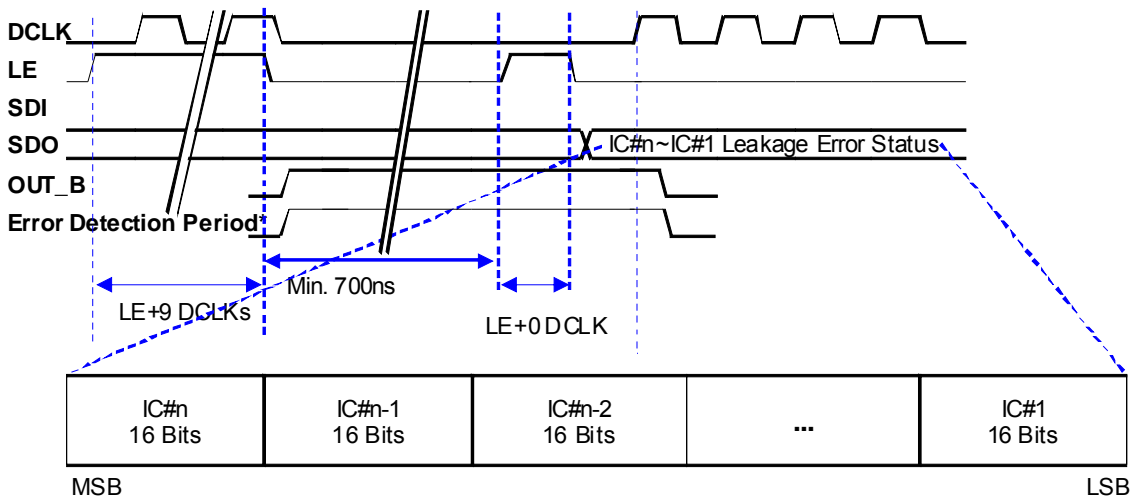 DCLK
LE
SDI
SDO
IC#n~IC#1 Leakage Error Status
OUT_B
Error Detection Period*
Min. 700ns
LE+9 DCLKs
LE+0 DCLK
IC#n
16 Bits
IC#n-1
16 Bits
IC#n-2
16 Bits
...
IC#1
16 Bits
MSB
LSB